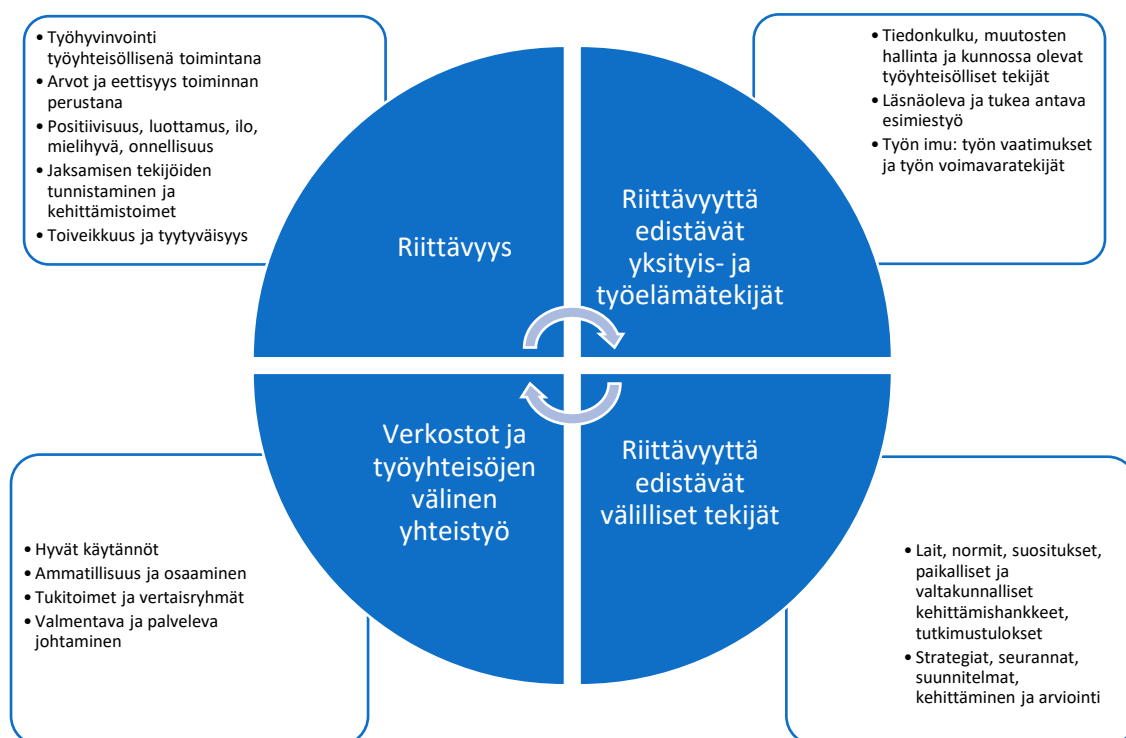 • Työhyvinvointi
työyhteisöllisenä toimintana
• Arvot ja eettisyys toiminnan
perustana
• Positiivisuus, luottamus, ilo,
mielihyvä, onnellisuus
• Jaksamisen tekijöiden
tunnistaminen ja
kehittämistoimet
• Toiveikkuus ja tyytyväisyys
• Tiedonkulku, muutosten
hallinta ja kunnossa olevat
työyhteisölliset tekijät
• Läsnäoleva ja tukea antava
esimiestyö
• Työn imu: työn vaatimukset
ja työn voimavaratekijät
Riittävyys
Riittävyyttä
edistävät
yksityis- ja
työelämätekijät
Verkostot ja
työyhteisöjen
välinen
yhteistyö
Riittävyyttä
edistävät
välilliset tekijät
• Hyvät käytännöt
• Ammatillisuus ja osaaminen
• Tukitoimet ja vertaisryhmät
• Valmentava ja palveleva
johtaminen
• Lait, normit, suositukset,
paikalliset ja
valtakunnalliset
kehittämishankkeet,
tutkimustulokset
• Strategiat, seurannat,
suunnitelmat,
kehittäminen ja arviointi